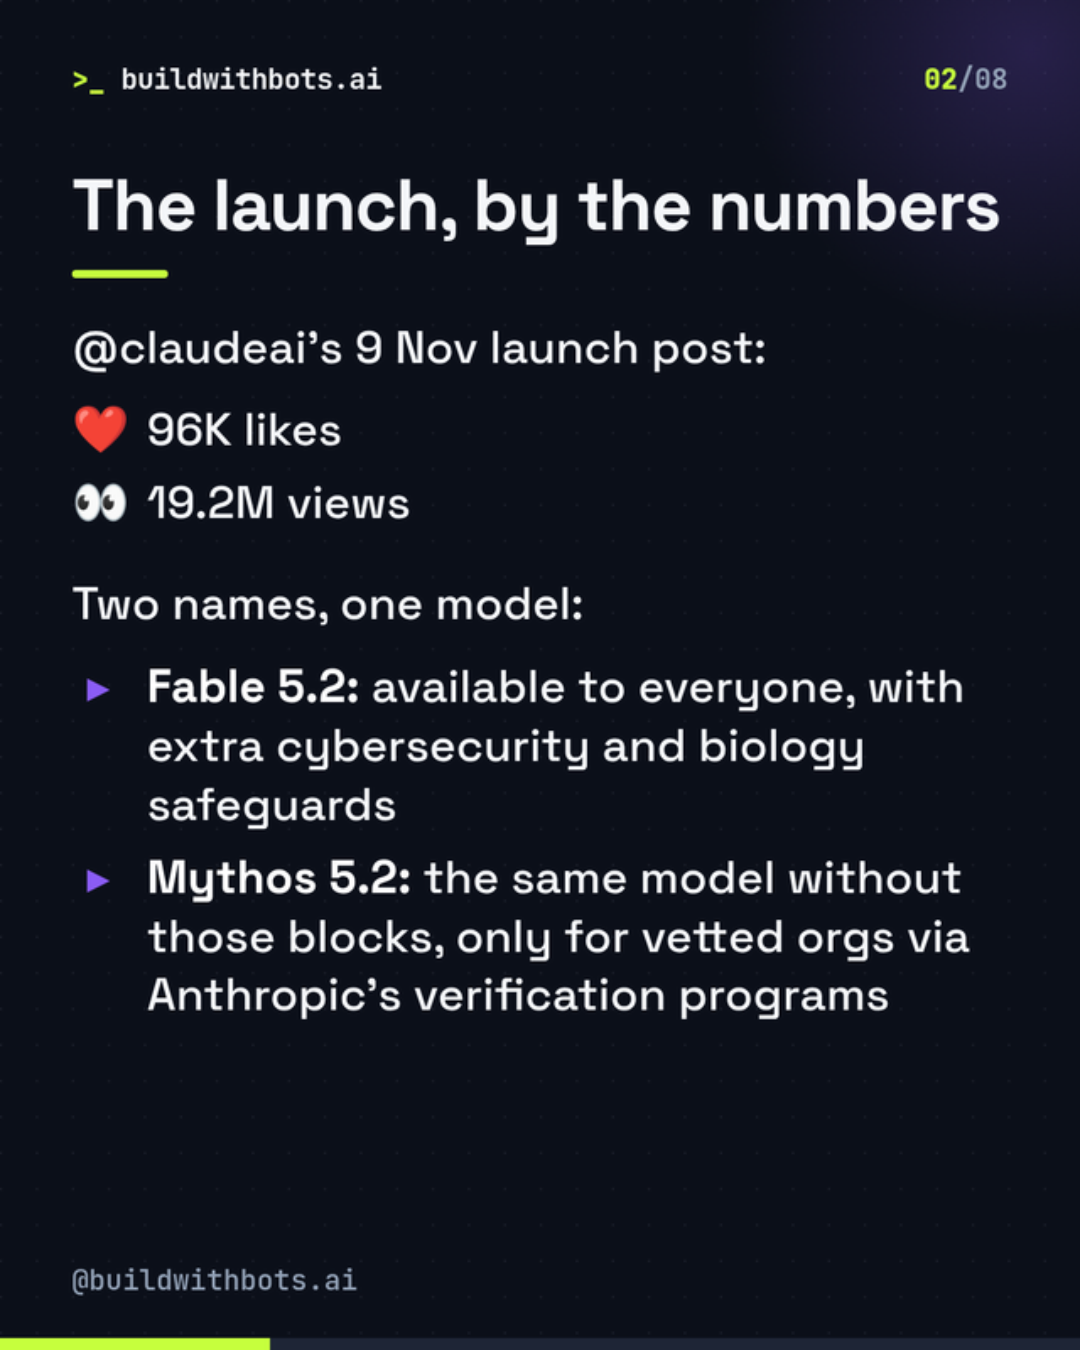 >_ buildwithbots.ai
02/08
The launch, by the numbers
@claudeai’s 9 Nov launch post:
❤️ 96K likes
👀 19.2M views
Two names, one model:
▶ Fable 5.2: available to everyone, with
extra cybersecurity and biology
safeguards
▶ Mythos 5.2: the same model without
those blocks, only for vetted orgs via
Anthropic’s verification programs
@buildwithbots.ai